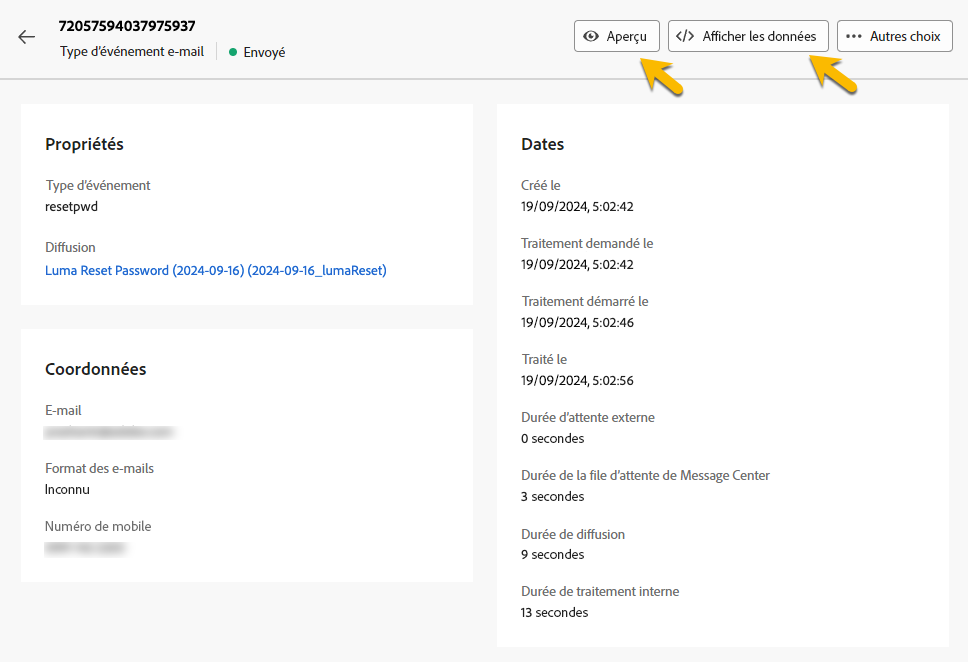 72057594037975937
Type d'événement e-mail
Envoyé
Aperçu
Afficher les données
Autres choix
Propriétés
Type d'événement
resetpwd
Diffusion
Luma Reset Password (2024-09-16) (2024-09-16_lumaReset)
Coordonnées
E-mail
Format des e-mails
Inconnu
Numéro de mobile
Dates
Créé le
19/09/2024, 5:02:42
Traitement demandé le
19/09/2024, 5:02:42
Traitement démarré le
19/09/2024, 5:02:46
Traité le
19/09/2024, 5:02:56
Durée d'attente externe
0 secondes
Durée de la file d'attente de Message Center
3 secondes
Durée de diffusion
9 secondes
Durée de traitement interne
13 secondes